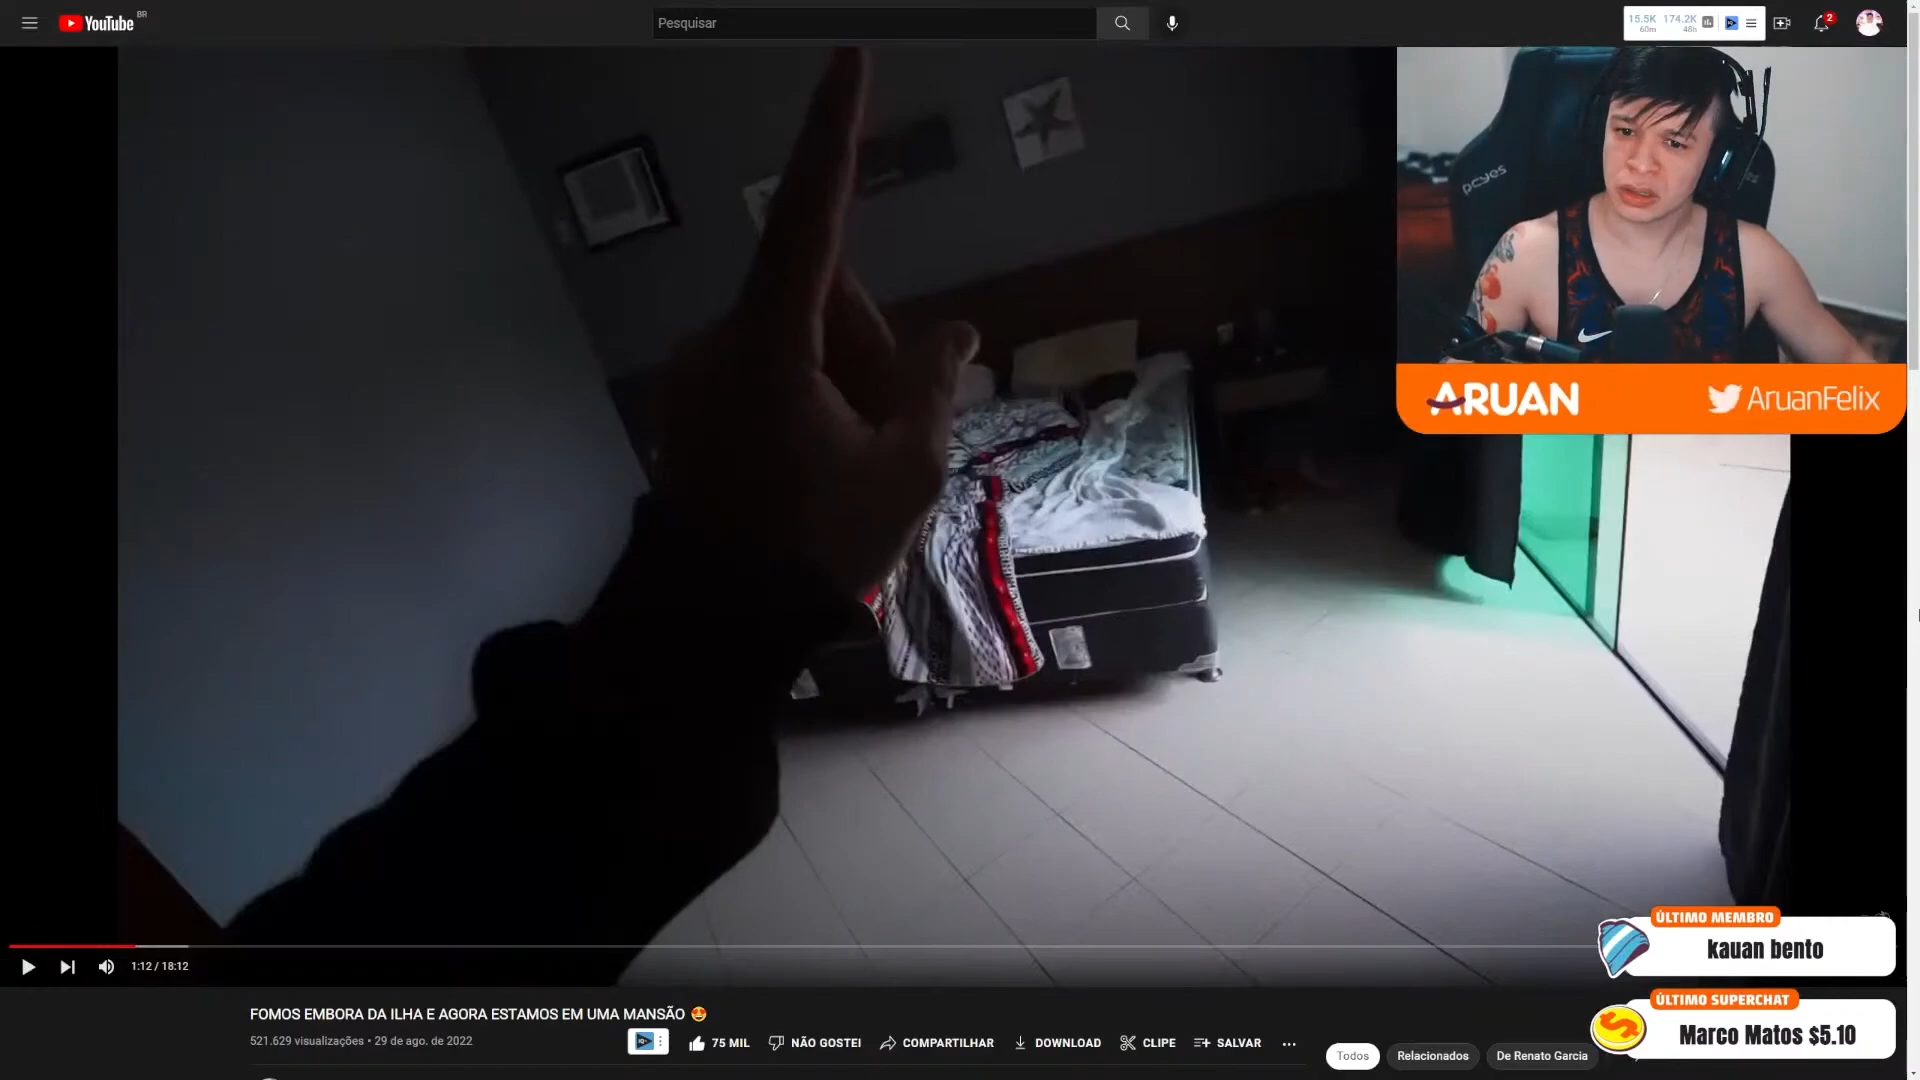 YouTube BR
Pesquisar
15.5K 60m
174.2K 48h
2
pcyes
ARUAN
AruanFelix
ÚLTIMO MEMBRO
kauan bento
1:12 / 18:12
ÚLTIMO SUPERCHAT
Marco Matos $5.10
FOMOS EMBORA DA ILHA E AGORA ESTAMOS EM UMA MANSÃO 😍
521.629 visualizações • 29 de ago. de 2022
75 MIL
NÃO GOSTEI
COMPARTILHAR
DOWNLOAD
CLIPE
SALVAR
Todos
Relacionados
De Renato Garcia